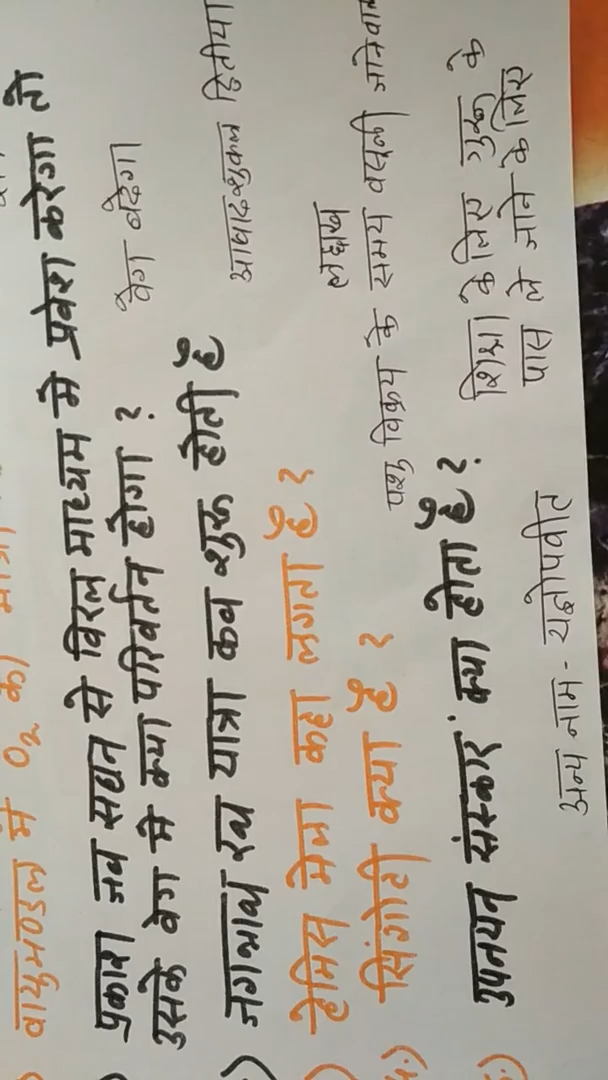 वायुमण्डल में O₂ की मात्रा
प्रकाश जब सघन से विरल माध्यम मे प्रवेश करेगा तो
उसके वेग मे क्या परिवर्तन होगा ? वेग बढेगा
जगन्नाथ रथ यात्रा कब शुरू होती है आषाढ शुक्ल द्वितीया
हेमिस मेला कहा लगता है ? लद्दाख
सिंगोटी क्या है ? पशु विक्रय के समय वसूली जाने
उपनयन संस्कार क्या होता है ? शिक्षा के लिए गुरु के
पास ले जाने के लिए
अन्य नाम - यज्ञोपवीत